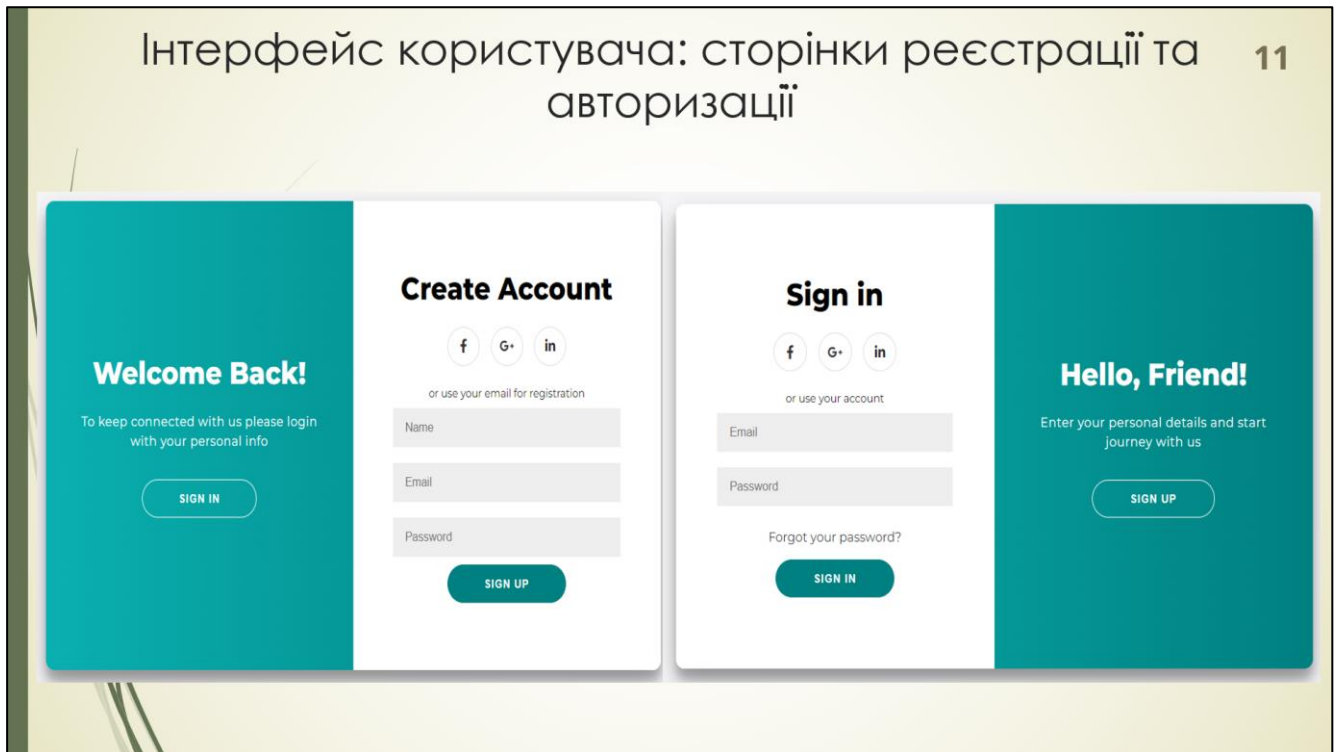 Інтерфейс користувача: сторінки реєстрації та
авторизації
11
Welcome Back!
To keep connected with us please login
with your personal info
SIGN IN
Create Account
f G+ in
or use your email for registration
Name
Email
Password
SIGN UP
Sign in
f G+ in
or use your account
Email
Password
Forgot your password?
SIGN IN
Hello, Friend!
Enter your personal details and start
journey with us
SIGN UP